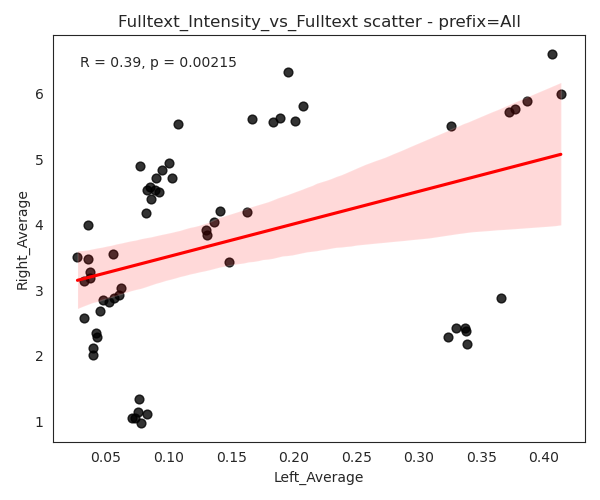 Fulltext_Intensity_vs_Fulltext scatter - prefix=All
R = 0.39, p = 0.00215
Right_Average
6
5
4
3
2
1
0.05 0.10 0.15 0.20 0.25 0.30 0.35 0.40
Left_Average